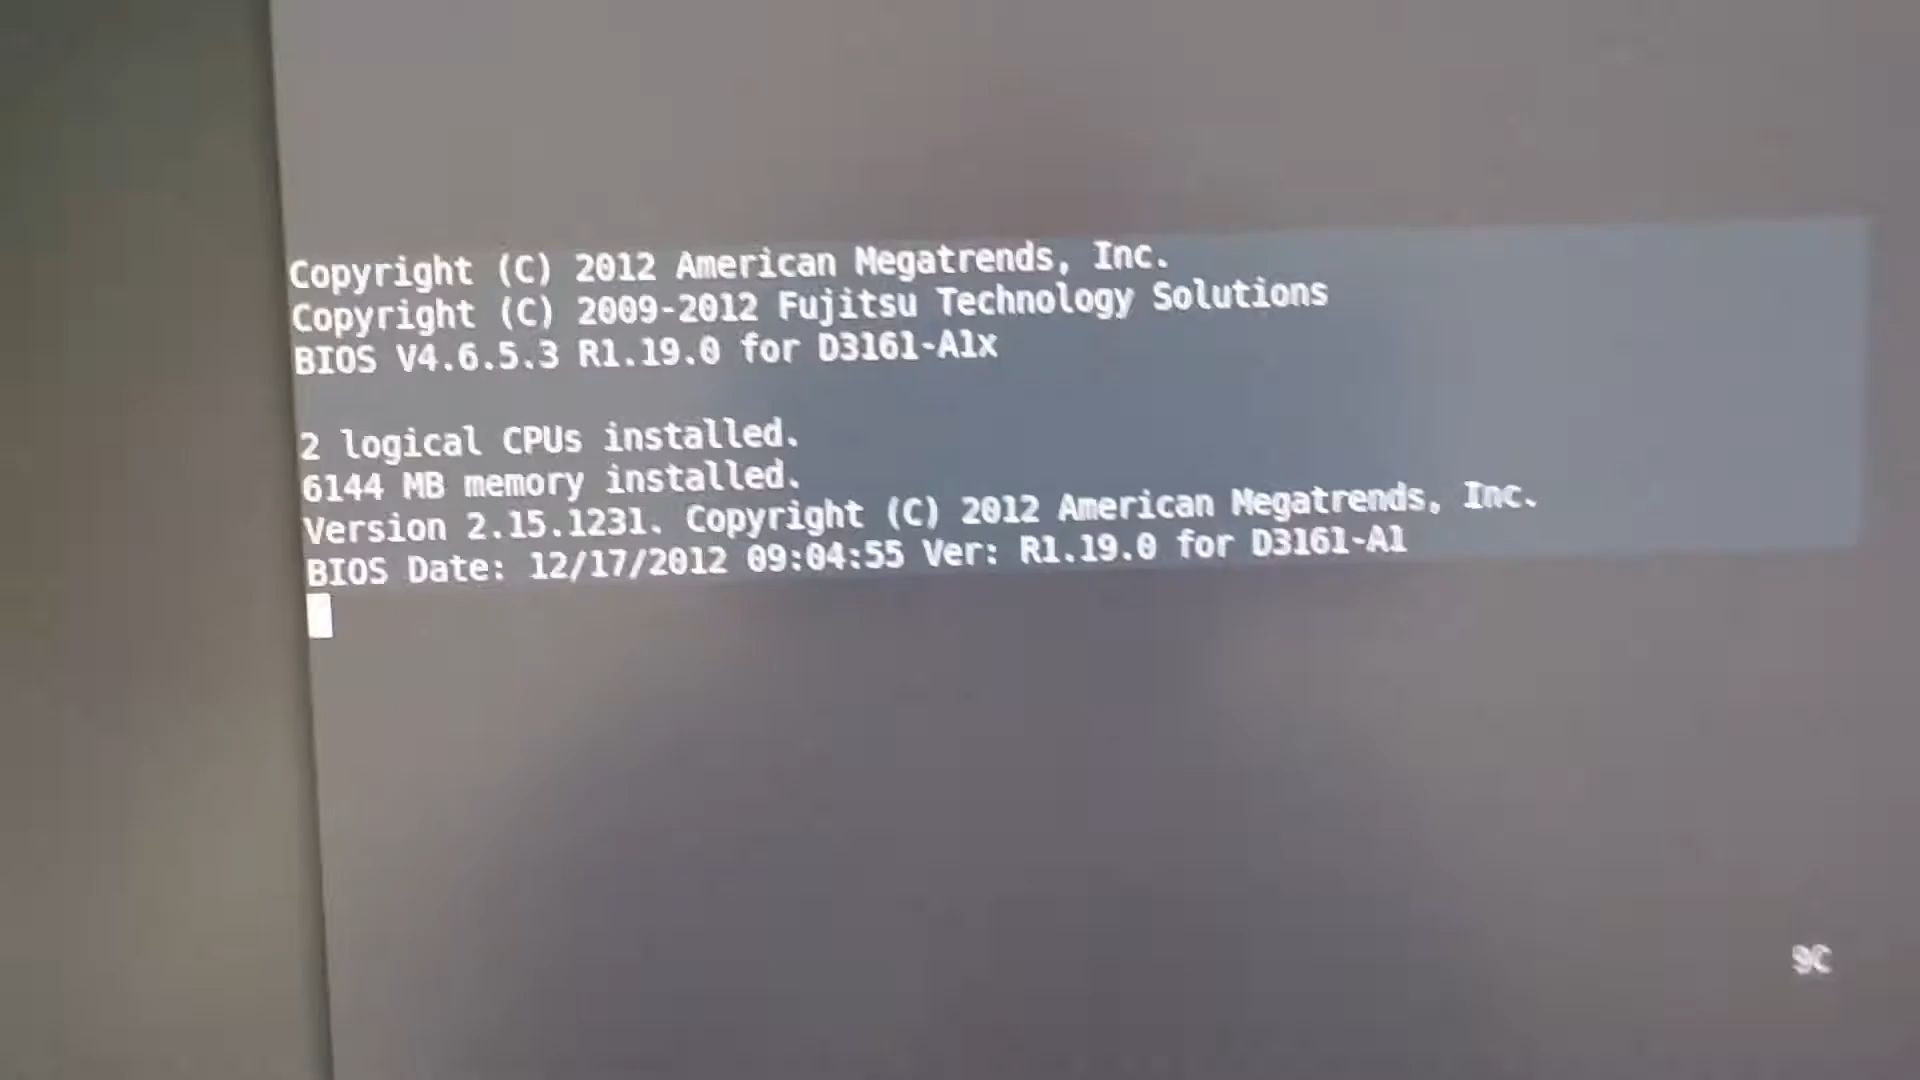 Copyright (C) 2012 American Megatrends, Inc.
Copyright (C) 2009-2012 Fujitsu Technology Solutions
BIOS V4.6.5.3 R1.19.0 for D3161-A1x
2 logical CPUs installed.
6144 MB memory installed.
Version 2.15.1231. Copyright (C) 2012 American Megatrends, Inc.
BIOS Date: 12/17/2012 09:04:55 Ver: R1.19.0 for D3161-A1
9C